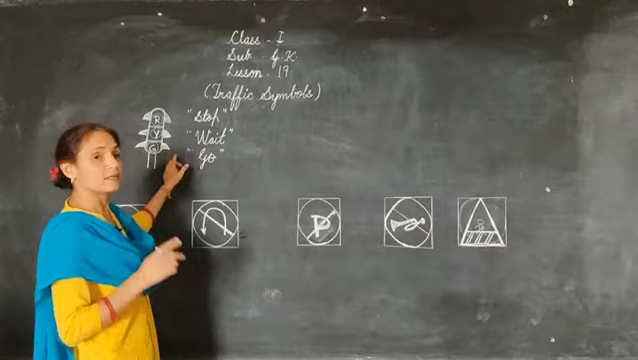 Class - I
Sub - G.K.
Lesson - 19
(Traffic Symbols)
R "Stop"
Y "Wait"
G "Go"
P